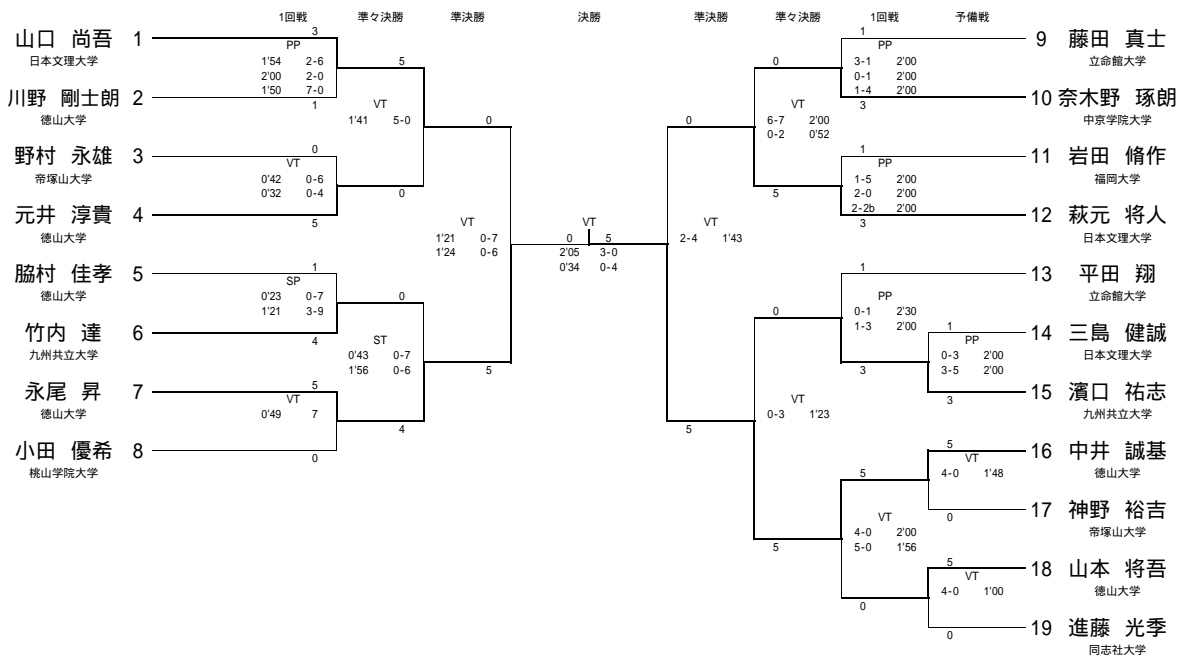 1回戦 準々決勝 準決勝 決勝 準決勝 準々決勝 1回戦 予備戦
山口 尚吾 1
日本文理大学
3
PP
1'54 2-6
2'00 2-0
1'50 7-0
1
川野 剛士朗 2
徳山大学
5
VT
1'41 5-0
0
野村 永雄 3
帝塚山大学
0
VT
0'42 0-6
0'32 0-4
5
元井 淳貴 4
徳山大学
0
VT
1'21 0-7
1'24 0-6
5
脇村 佳孝 5
徳山大学
1
SP
0'23 0-7
1'21 3-9
4
竹内 達 6
九州共立大学
0
ST
0'43 0-7
1'56 0-6
4
永尾 昇 7
徳山大学
5
VT
0'49 7
0
小田 優希 8
桃山学院大学
VT
0 5
2'05 3-0
0'34 0-4
9 藤田 真士
立命館大学
1
PP
3-1 2'00
0-1 2'00
1-4 2'00
3
10 奈木野 琢朗
中京学院大学
0
VT
6-7 2'00
0-2 0'52
5
11 岩田 脩作
福岡大学
1
PP
1-5 2'00
2-0 2'00
2-2b 2'00
3
12 萩元 将人
日本文理大学
0
VT
2-4 1'43
5
13 平田 翔
立命館大学
1
PP
0-1 2'30
1-3 2'00
3
14 三島 健誠
日本文理大学
1
PP
0-3 2'00
3-5 2'00
3
15 濱口 祐志
九州共立大学
0
VT
0-3 1'23
5
16 中井 誠基
徳山大学
5
VT
4-0 1'48
0
17 神野 裕吉
帝塚山大学
5
VT
4-0 2'00
5-0 1'56
0
18 山本 将吾
徳山大学
5
VT
4-0 1'00
0
19 進藤 光季
同志社大学